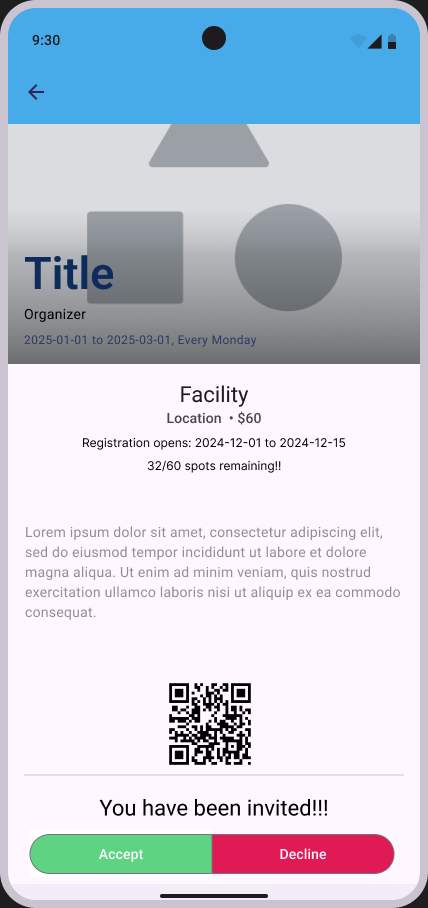 9:30
Title
Organizer
2025-01-01 to 2025-03-01, Every Monday
Facility
Location • $60
Registration opens: 2024-12-01 to 2024-12-15
32/60 spots remaining!!
Lorem ipsum dolor sit amet, consectetur adipiscing elit,
sed do eiusmod tempor incididunt ut labore et dolore
magna aliqua. Ut enim ad minim veniam, quis nostrud
exercitation ullamco laboris nisi ut aliquip ex ea commodo
consequat.
You have been invited!!!
Accept
Decline